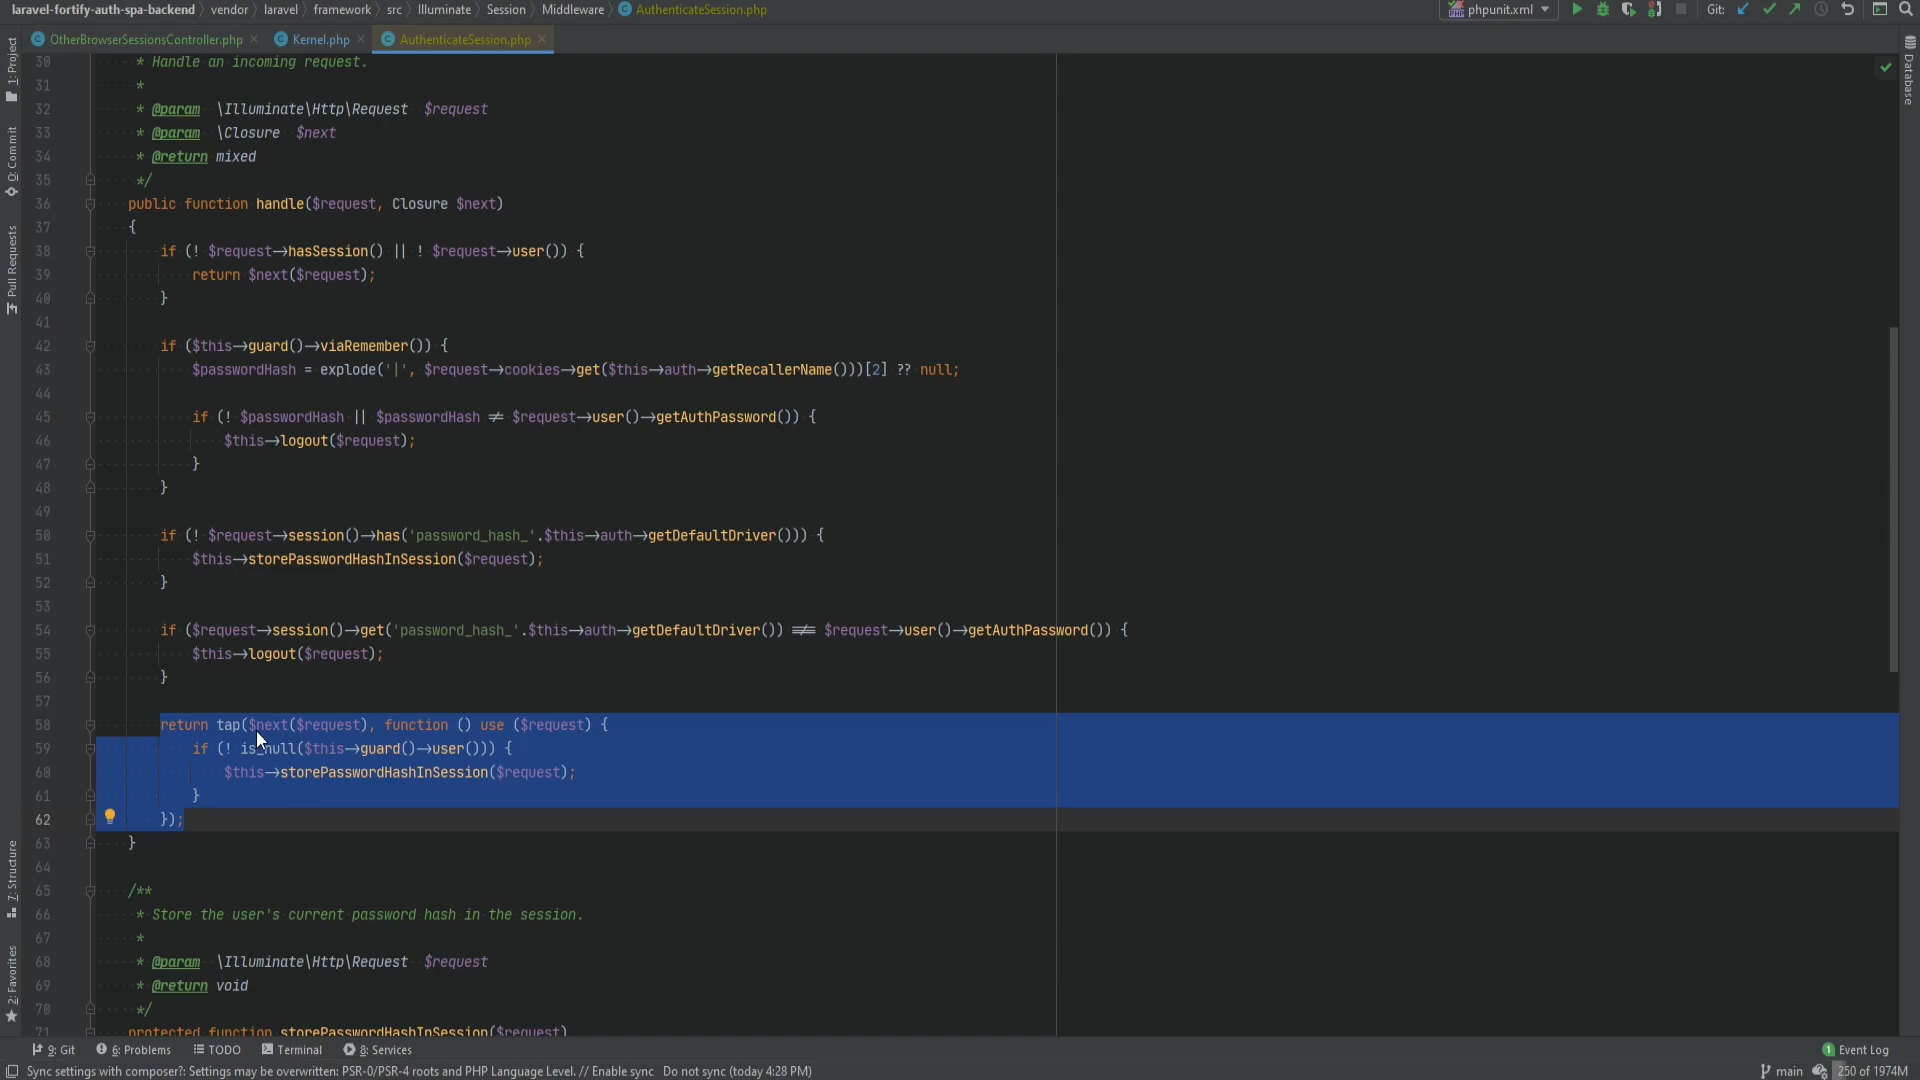 laravel-fortify-auth-spa-backend vendor laravel framework src Illuminate Session Middleware AuthenticateSession.php phpunit.xml Git:
OtherBrowserSessionsController.php Kernel.php AuthenticateSession.php
1: Project
0: Commit
Pull Requests
7: Structure
2: Favorites
Database
30 * Handle an incoming request.
31 *
32 * @param \Illuminate\Http\Request $request
33 * @param \Closure $next
34 * @return mixed
35 */
36 public function handle($request, Closure $next)
37 {
38 if (! $request→hasSession() || ! $request→user()) {
39 return $next($request);
40 }
41
42 if ($this→guard()→viaRemember()) {
43 $passwordHash = explode('|', $request→cookies→get($this→auth→getRecallerName()))[2] ?? null;
44
45 if (! $passwordHash || $passwordHash ≠ $request→user()→getAuthPassword()) {
46 $this→logout($request);
47 }
48 }
49
50 if (! $request→session()→has('password_hash_'.$this→auth→getDefaultDriver())) {
51 $this→storePasswordHashInSession($request);
52 }
53
54 if ($request→session()→get('password_hash_'.$this→auth→getDefaultDriver()) ≢ $request→user()→getAuthPassword()) {
55 $this→logout($request);
56 }
57
58 return tap($next($request), function () use ($request) {
59 if (! is_null($this→guard()→user())) {
60 $this→storePasswordHashInSession($request);
61 }
62 });
63 }
64
65 /**
66 * Store the user's current password hash in the session.
67 *
68 * @param \Illuminate\Http\Request $request
69 * @return void
70 */
71 protected function storePasswordHashInSession($request)
9: Git 6: Problems TODO Terminal 8: Services 1 Event Log
Sync settings with composer?: Settings may be overwritten: PSR-0/PSR-4 roots and PHP Language Level. // Enable sync Do not sync (today 4:28 PM) main 250 of 1974M